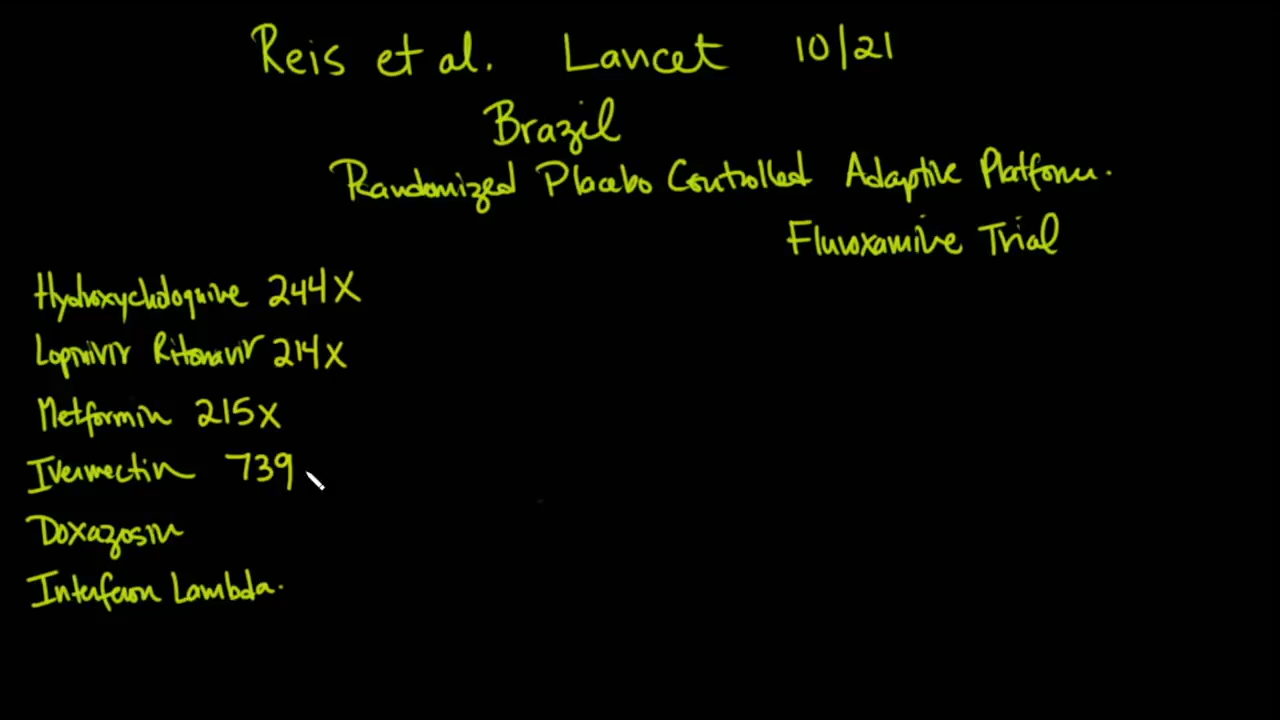 Reis et al. Lancet 10/21
Brazil
Randomized Placebo Controlled Adaptive Platform.
Fluvoxamine Trial
Hydroxychloroquine 244X
Lopinivir Ritonavir 214X
Metformin 215X
Ivermectin 739
Doxazosin
Interferon Lambda.